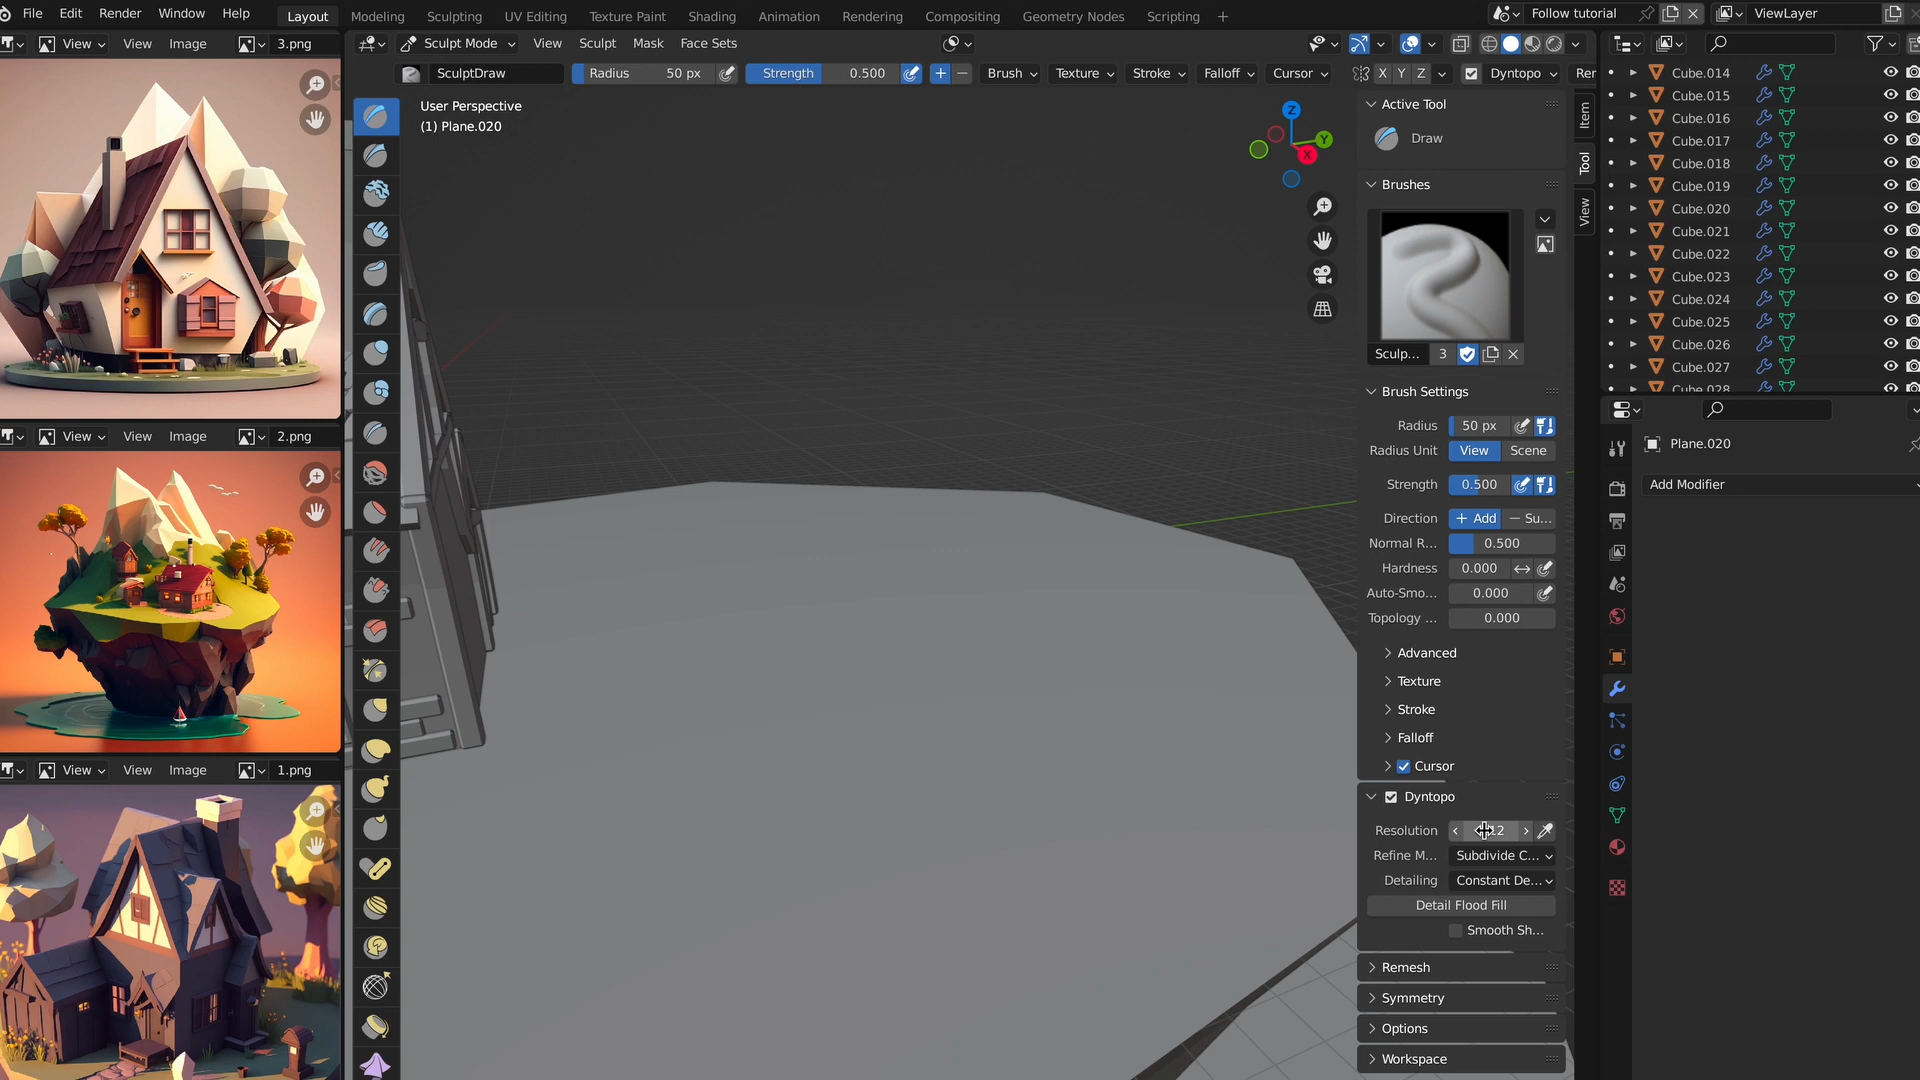 File Edit Render Window Help Layout Modeling Sculpting UV Editing Texture Paint Shading Animation Rendering Compositing Geometry Nodes Scripting + Follow tutorial ViewLayer
View View Image 3.png Sculpt Mode View Sculpt Mask Face Sets
SculptDraw Radius 50 px Strength 0.500 + − Brush Texture Stroke Falloff Cursor X Y Z Dyntopo Rer
User Perspective
(1) Plane.020
Z
Y
X
Active Tool
Draw
Brushes
Sculp... 3
Brush Settings
Radius 50 px
Radius Unit View Scene
Strength 0.500
Direction + Add − Su...
Normal R... 0.500
Hardness 0.000
Auto-Smo... 0.000
Topology ... 0.000
Advanced
Texture
Stroke
Falloff
Cursor
Dyntopo
Resolution
Refine M... Subdivide C...
Detailing Constant De...
Detail Flood Fill
Smooth Sh...
Remesh
Symmetry
Options
Workspace
Item
Tool
View
Cube.014
Cube.015
Cube.016
Cube.017
Cube.018
Cube.019
Cube.020
Cube.021
Cube.022
Cube.023
Cube.024
Cube.025
Cube.026
Cube.027
Cube.028
Plane.020
Add Modifier
View View Image 2.png
View View Image 1.png